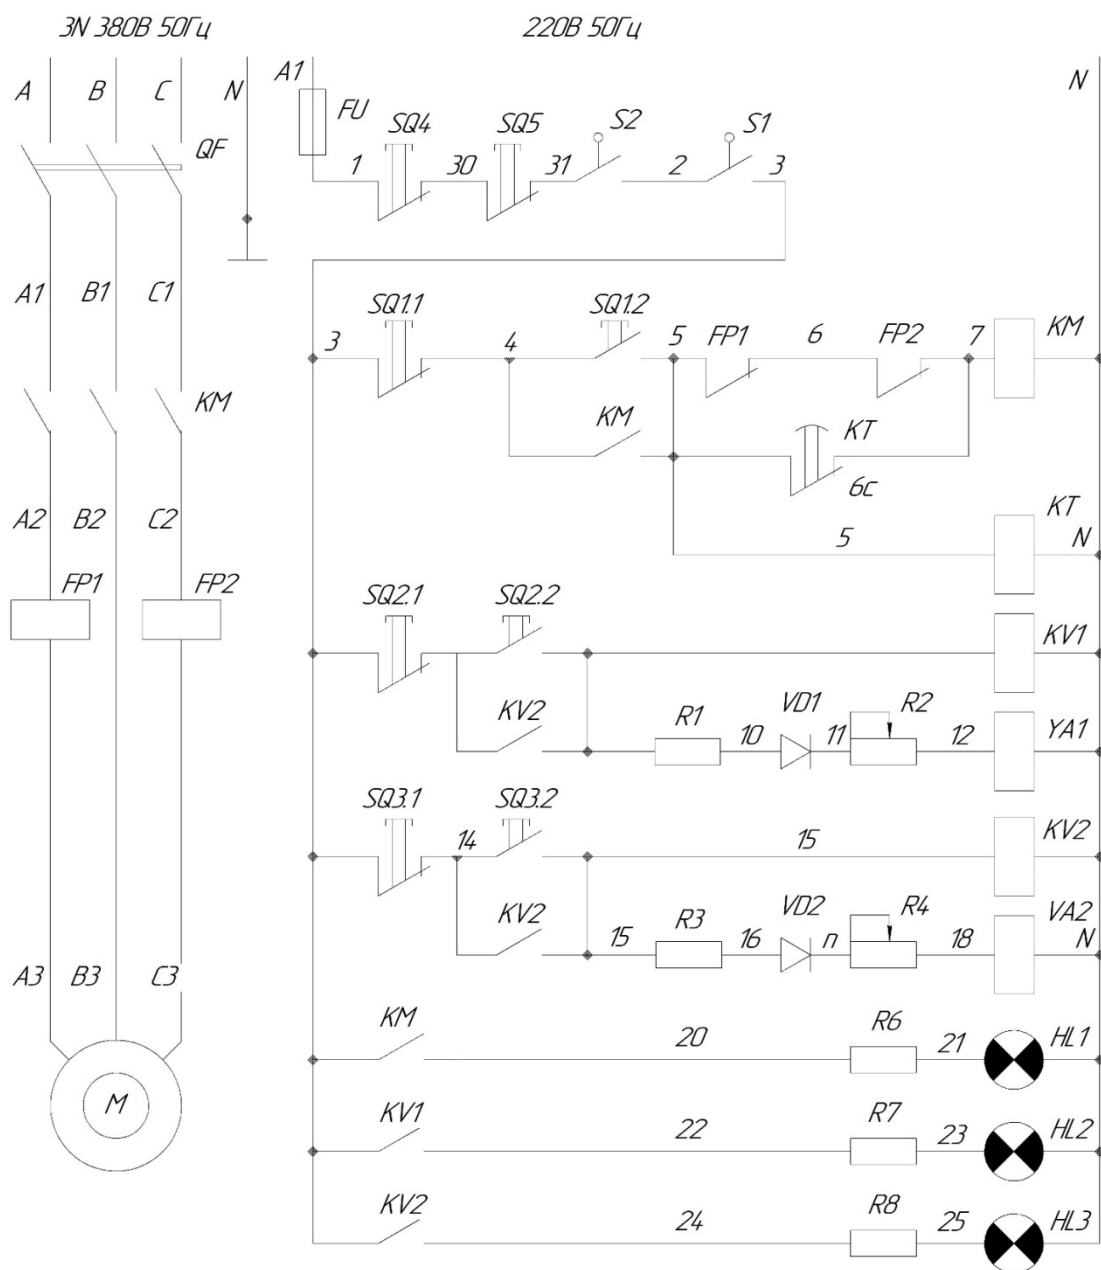 3N 380В 50Гц
220В 50Гц
A
B
C
N
A1
N
FU
SQ4
SQ5
S2
S1
QF
1
30
31
2
3
A1
B1
C1
SQ1.1
SQ1.2
3
4
5
FP1
6
FP2
7
KM
KM
KM
KT
6с
KT
A2
B2
C2
5
N
FP1
FP2
SQ2.1
SQ2.2
KV1
KV2
R1
10
VD1
11
R2
12
YA1
SQ3.1
SQ3.2
14
15
KV2
KV2
15
R3
16
VD2
п
R4
18
VA2
N
A3
B3
C3
KM
20
R6
21
HL1
M
KV1
22
R7
23
HL2
KV2
24
R8
25
HL3